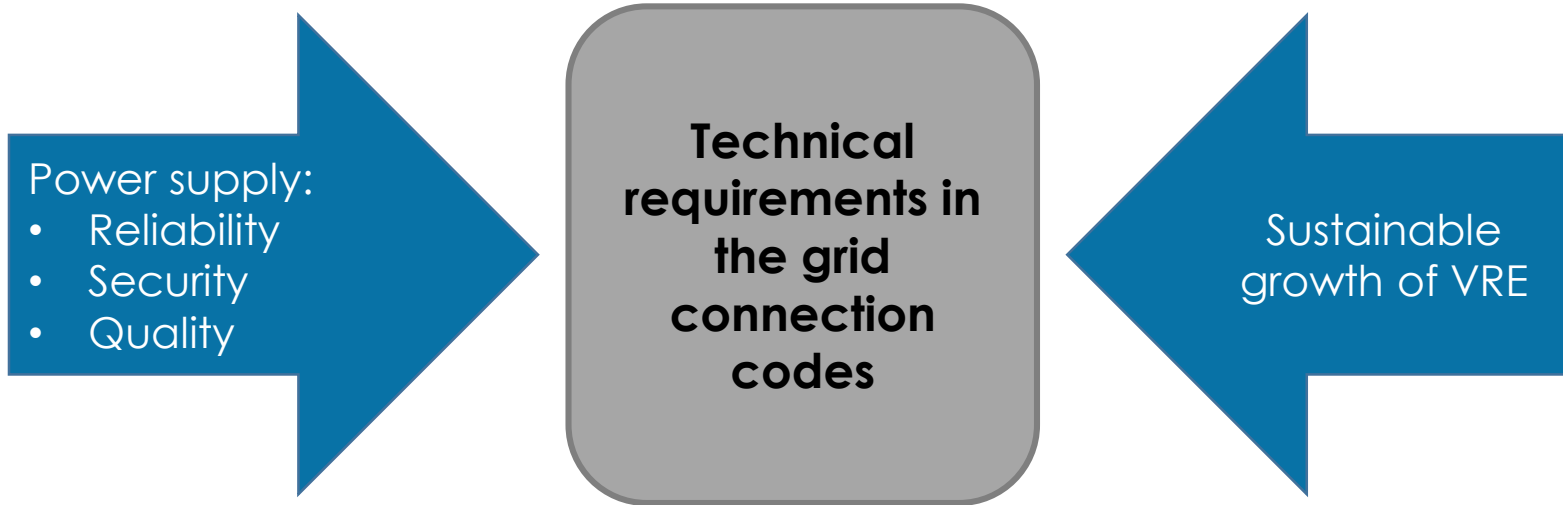 Power supply:
• Reliability
• Security
• Quality
Technical
requirements in
the grid
connection
codes
Sustainable
growth of VRE